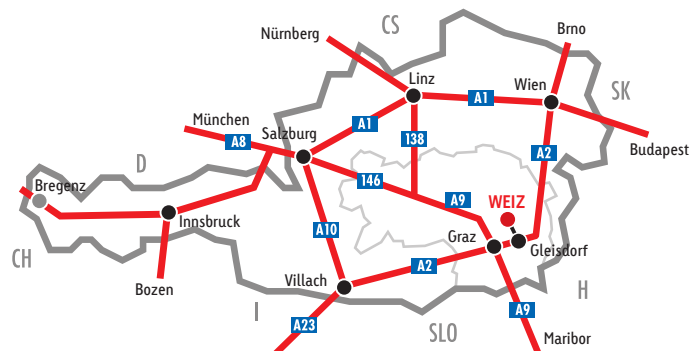 CS
Brno
Nürnberg
Linz
Wien
SK
A1
A1
München
A8
Salzburg
138
A2
Budapest
D
146
Bregenz
A9
WEIZ
Innsbruck
A10
Graz
Gleisdorf
CH
Bozen
Villach
A2
H
I
A23
SLO
A9
Maribor